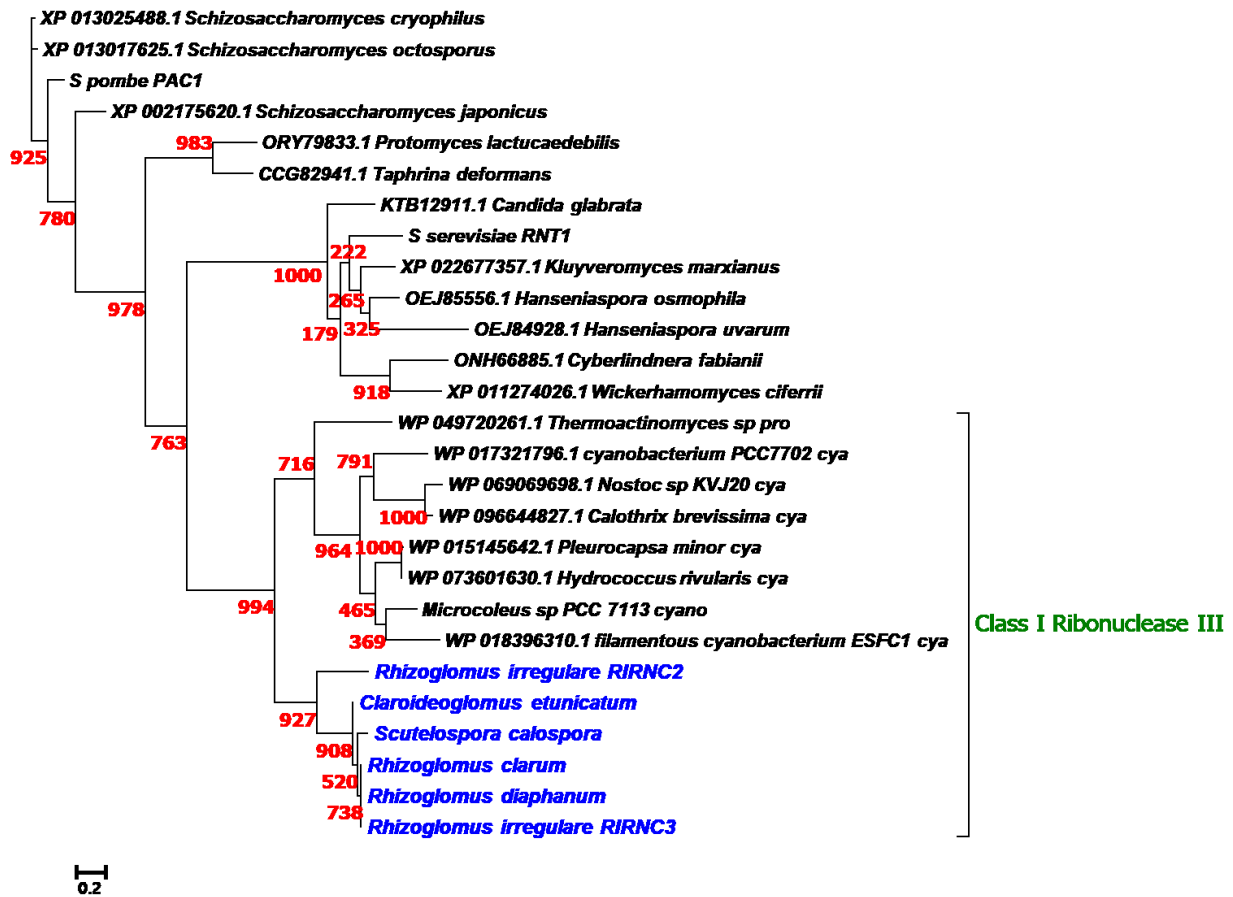 XP 013025488.1 Schizosaccharomyces cryophilus
XP 013017625.1 Schizosaccharomyces octosporus
S pombe PAC1
XP 002175620.1 Schizosaccharomyces japonicus
983
ORY79833.1 Protomyces lactucaedebilis
925
CCG82941.1 Taphrina deformans
KTB12911.1 Candida glabrata
780
S serevisiae RNT1
222
XP 022677357.1 Kluyveromyces marxianus
1000
OEJ85556.1 Hanseniaspora osmophila
265
978
OEJ84928.1 Hanseniaspora uvarum
179
325
ONH66885.1 Cyberlindnera fabianii
XP 011274026.1 Wickerhamomyces ciferrii
918
WP 049720261.1 Thermoactinomyces sp pro
763
WP 017321796.1 cyanobacterium PCC7702 cya
716
791
WP 069069698.1 Nostoc sp KVJ20 cya
WP 096644827.1 Calothrix brevissima cya
1000
WP 015145642.1 Pleurocapsa minor cya
964
1000
WP 073601630.1 Hydrococcus rivularis cya
994
465
Microcoleus sp PCC 7113 cyano
Class I Ribonuclease III
WP 018396310.1 filamentous cyanobacterium ESFC1 cya
369
Rhizoglomus irregulare RIRNC2
Claroideoglomus etunicatum
927
Scutelospora calospora
908
Rhizoglomus clarum
520
Rhizoglomus diaphanum
738
Rhizoglomus irregulare RIRNC3
0.2